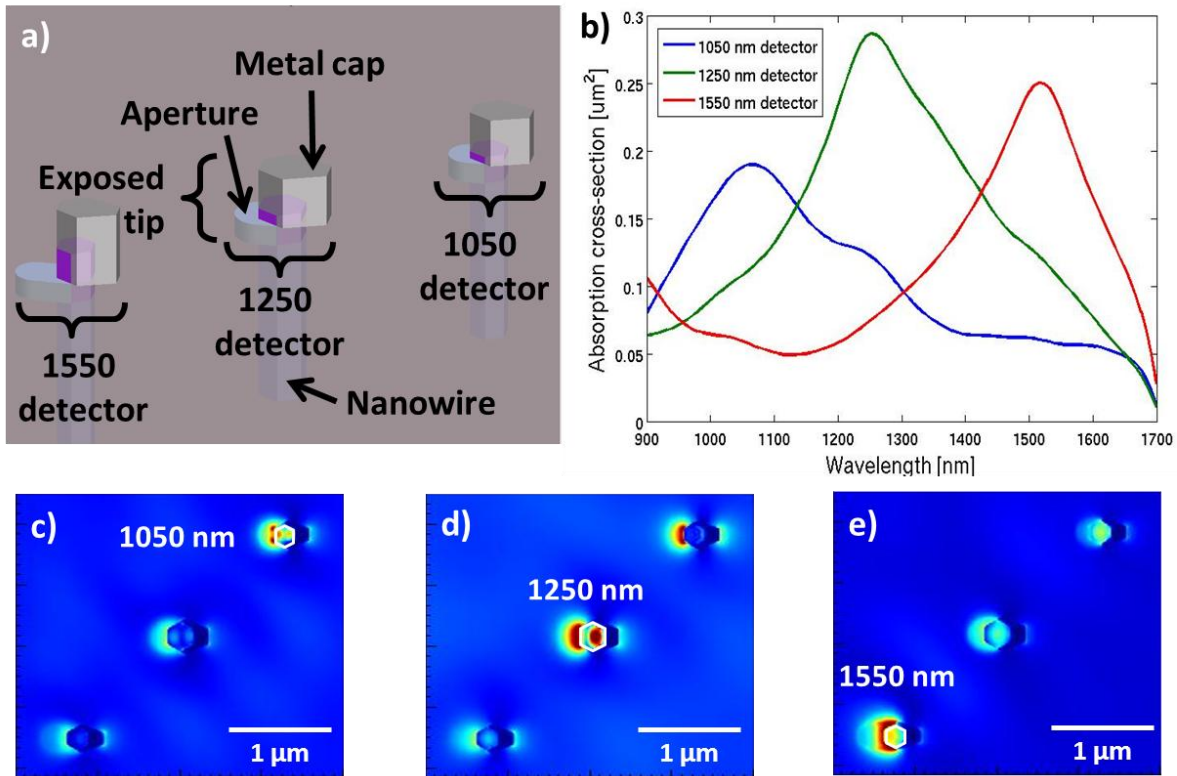 a)
Metal cap
Aperture
Exposed
tip
1050
detector
1250
detector
1550
detector
Nanowire
b)
0.3
0.25
0.2
0.15
0.1
0.05
0
Absorption cross-section [um²]
1050 nm detector
1250 nm detector
1550 nm detector
900 1000 1100 1200 1300 1400 1500 1600 1700
Wavelength [nm]
c)
1050 nm
1 μm
d)
1250 nm
1 μm
e)
1550 nm
1 μm